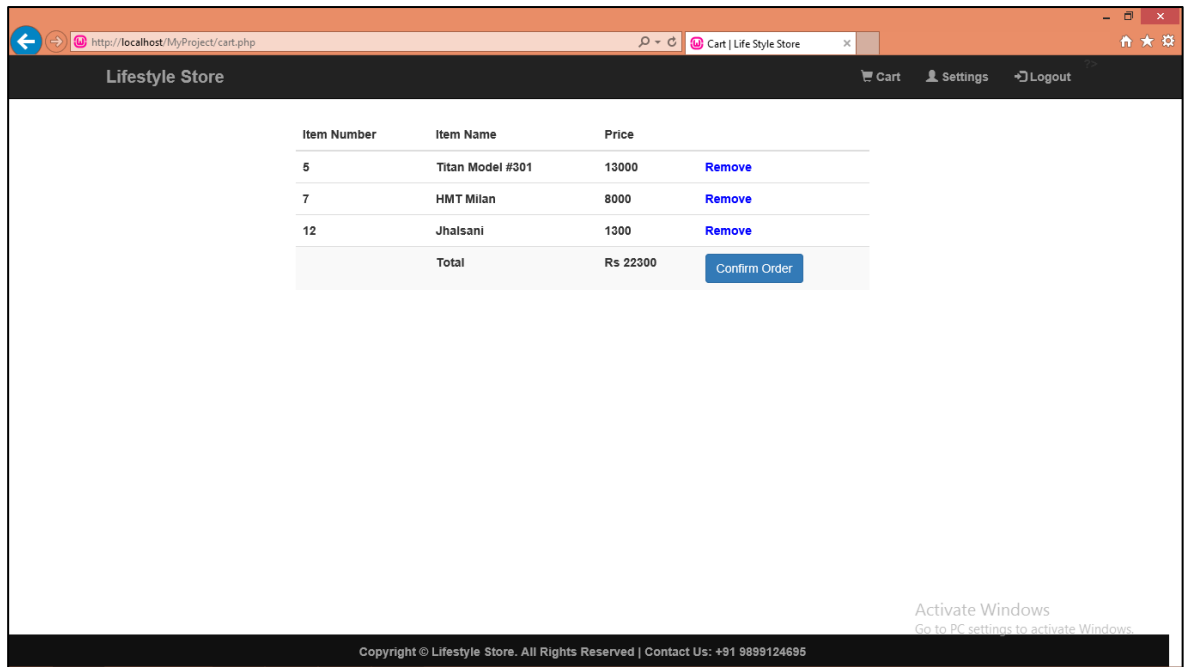 http://localhost/MyProject/cart.php
Cart | Life Style Store
Lifestyle Store
Cart
Settings
Logout
?>
Item Number Item Name Price
5 Titan Model #301 13000 Remove
7 HMT Milan 8000 Remove
12 Jhalsani 1300 Remove
Total Rs 22300 Confirm Order
Activate Windows
Go to PC settings to activate Windows.
Copyright © Lifestyle Store. All Rights Reserved | Contact Us: +91 9899124695